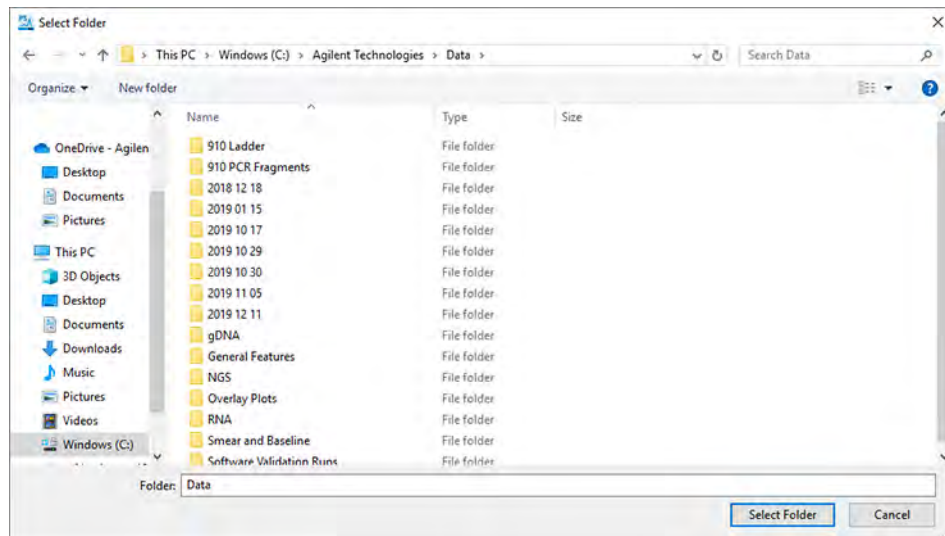 Select Folder
This PC > Windows (C:) > Agilent Technologies > Data >
Search Data
Organize
New folder
Name
Type
Size
OneDrive - Agilen
Desktop
Documents
Pictures
This PC
3D Objects
Desktop
Documents
Downloads
Music
Pictures
Videos
Windows (C:)
910 Ladder File folder
910 PCR Fragments File folder
2018 12 18 File folder
2019 01 15 File folder
2019 10 17 File folder
2019 10 29 File folder
2019 10 30 File folder
2019 11 05 File folder
2019 12 11 File folder
gDNA File folder
General Features File folder
NGS File folder
Overlay Plots File folder
RNA File folder
Smear and Baseline File folder
Software Validation Runs File folder
Folder: Data
Select Folder
Cancel